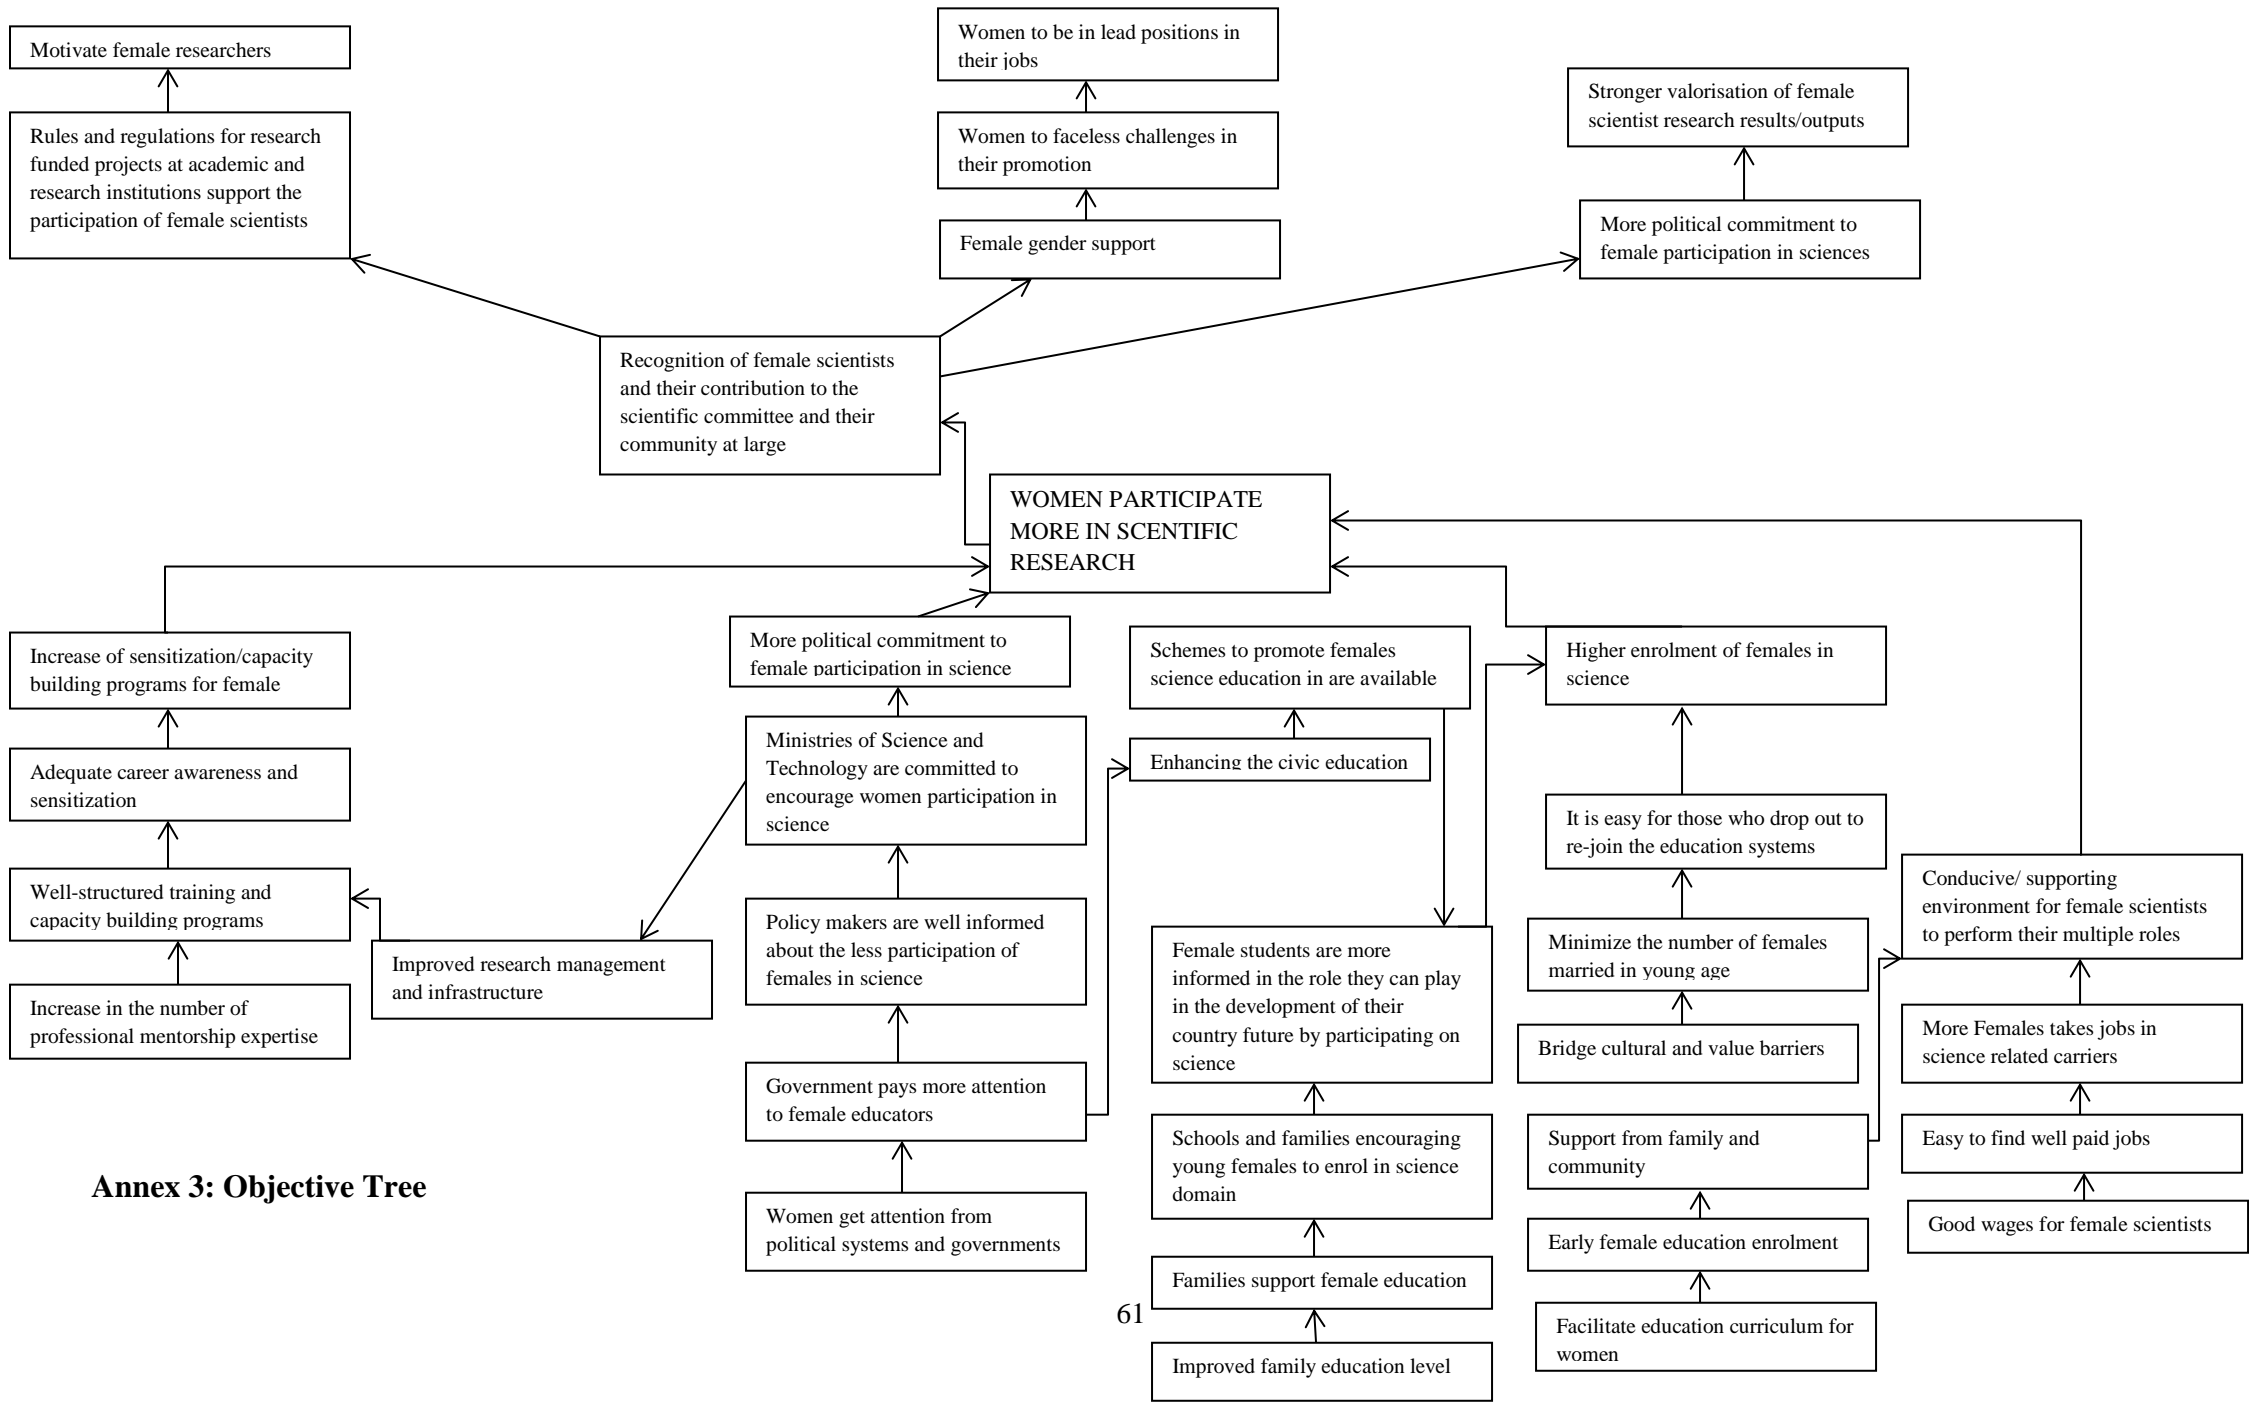 Motivate female researchers
Rules and regulations for research
funded projects at academic and
research institutions support the
participation of female scientists
Women to be in lead positions in
their jobs
Women to faceless challenges in
their promotion
Female gender support
Stronger valorisation of female
scientist research results/outputs
More political commitment to
female participation in sciences
Recognition of female scientists
and their contribution to the
scientific committee and their
community at large
WOMEN PARTICIPATE
MORE IN SCENTIFIC
RESEARCH
Increase of sensitization/capacity
building programs for female
Adequate career awareness and
sensitization
Well-structured training and
capacity building programs
Increase in the number of
professional mentorship expertise
Improved research management
and infrastructure
More political commitment to
female participation in science
Ministries of Science and
Technology are committed to
encourage women participation in
science
Policy makers are well informed
about the less participation of
females in science
Government pays more attention
to female educators
Women get attention from
political systems and governments
Schemes to promote females
science education in are available
Enhancing the civic education
Female students are more
informed in the role they can play
in the development of their
country future by participating on
science
Schools and families encouraging
young females to enrol in science
domain
Families support female education
Improved family education level
Higher enrolment of females in
science
It is easy for those who drop out to
re-join the education systems
Minimize the number of females
married in young age
Bridge cultural and value barriers
Support from family and
community
Early female education enrolment
Facilitate education curriculum for
women
Conducive/ supporting
environment for female scientists
to perform their multiple roles
More Females takes jobs in
science related carriers
Easy to find well paid jobs
Good wages for female scientists
Annex 3: Objective Tree
61